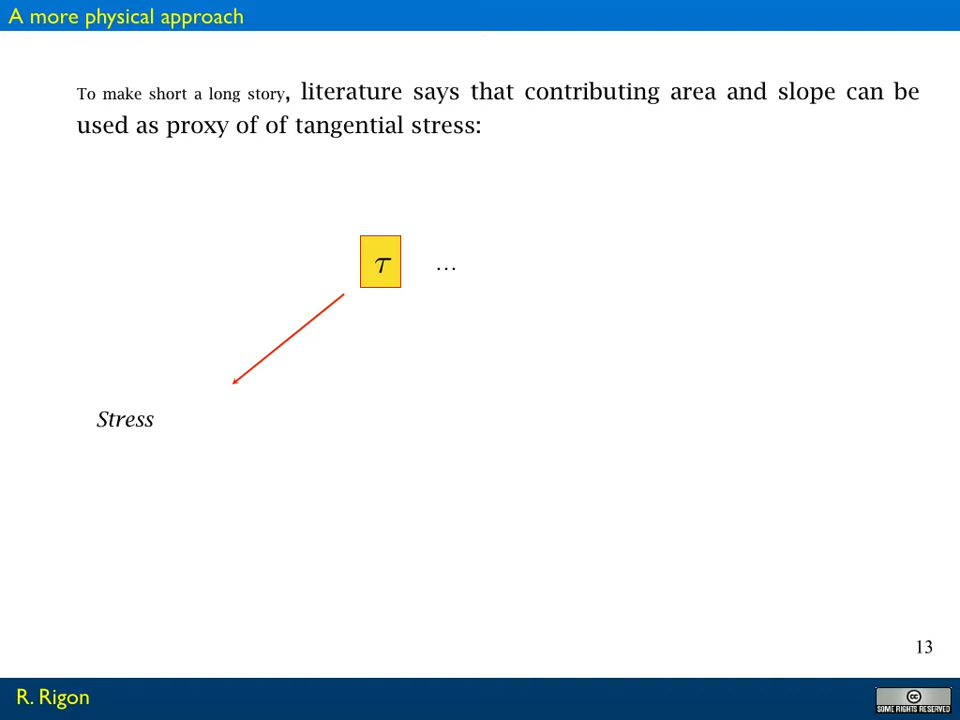 A more physical approach
To make short a long story, literature says that contributing area and slope can be
used as proxy of of tangential stress:
τ ...
Stress
13
R. Rigon
cc
SOME RIGHTS RESERVED